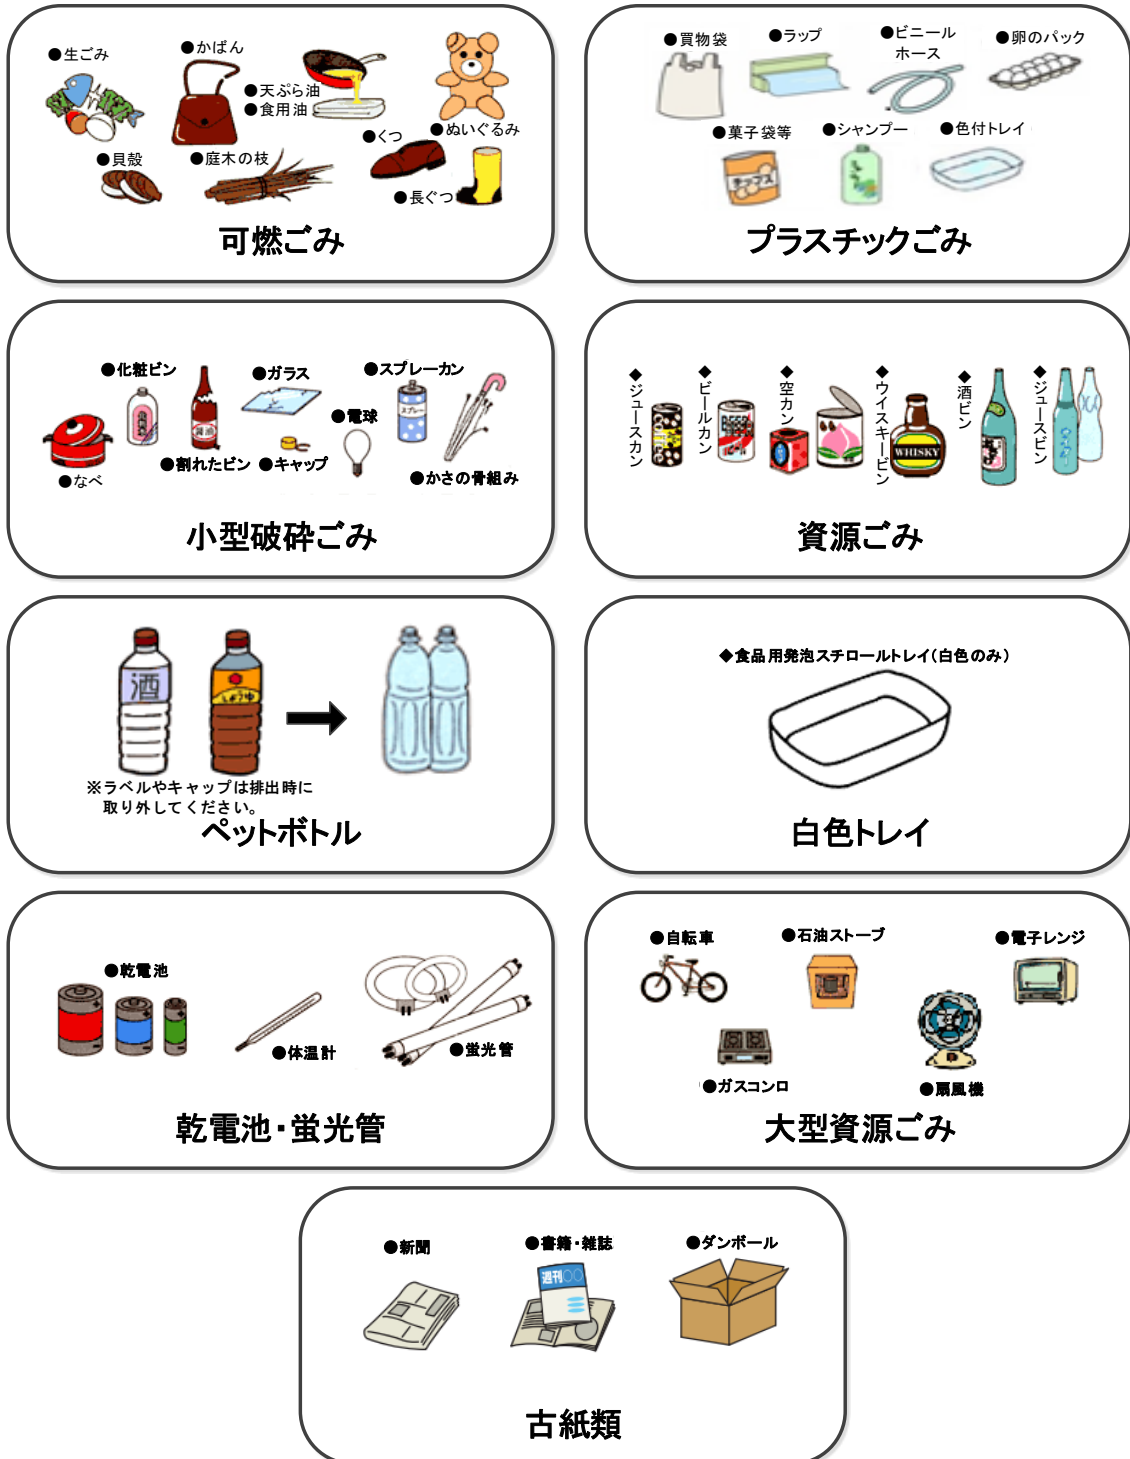 ●生ごみ
●かばん
●天ぷら油
●食用油
●ぬいぐるみ
●くつ
●貝殻
●庭木の枝
●長ぐつ
可燃ごみ
●買物袋
●ラップ
●ビニール
ホース
●卵のパック
●菓子袋等
●シャンプー
●色付トレイ
チップス
プラスチックごみ
●化粧ビン
●ガラス
●スプレーカン
スプレー
●電球
●なべ
●割れたビン
●キャップ
●かさの骨組み
小型破砕ごみ
◆ジュースカン
◆ビールカン
◆空カン
◆ウイスキービン
WHISKY
◆酒ビン
◆ジュースビン
資源ごみ
酒
しょうゆ
※ラベルやキャップは排出時に
取り外してください。
ペットボトル
◆食品用発泡スチロールトレイ(白色のみ)
白色トレイ
●乾電池
●体温計
●蛍光管
乾電池・蛍光管
●自転車
●石油ストーブ
●電子レンジ
●ガスコンロ
●扇風機
大型資源ごみ
●新聞
●書籍・雑誌
週刊○○
●ダンボール
古紙類